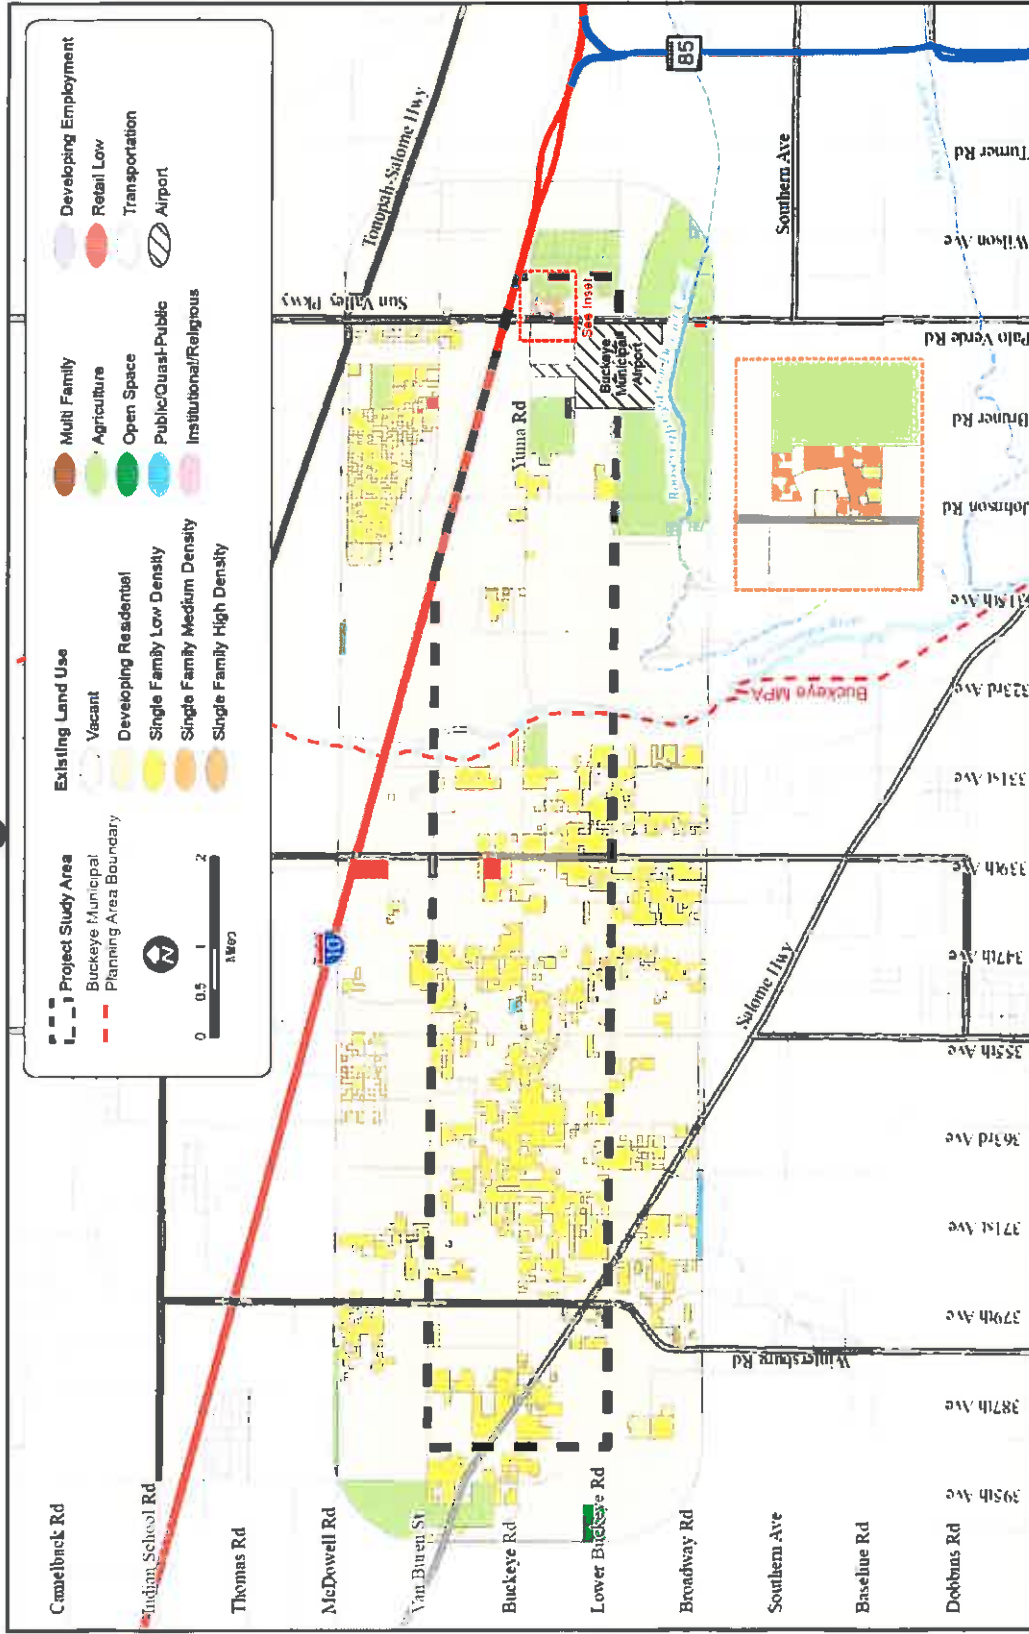 Existing Land Use
Project Study Area
Buckeye Municipal
Planning Area Boundary
N
0 0.5 1 2
Miles
Vacant
Developing Residential
Single Family Low Density
Single Family Medium Density
Single Family High Density
Multi Family
Agriculture
Open Space
Public/Quasi-Public
Institutional/Religious
Developing Employment
Retail Low
Transportation
Airport
Camelback Rd
Indian School Rd
Thomas Rd
McDowell Rd
Van Buren St
Buckeye Rd
Lower Buckeye Rd
Broadway Rd
Southern Ave
Baseline Rd
Dobbins Rd
395th Ave
387th Ave
379th Ave
371st Ave
363rd Ave
355th Ave
347th Ave
339th Ave
331st Ave
323rd Ave
315th Ave
Johnson Rd
Bruner Rd
Palo Verde Rd
Wilson Ave
Turner Rd
Wintersburg Rd
Salome Hwy
Tonopah-Salome Hwy
Sun Valley
Pkwy
Yuma Rd
Southern Ave
Buckeye
Municipal
Airport
See Inset
Buckeye MPA
10
85